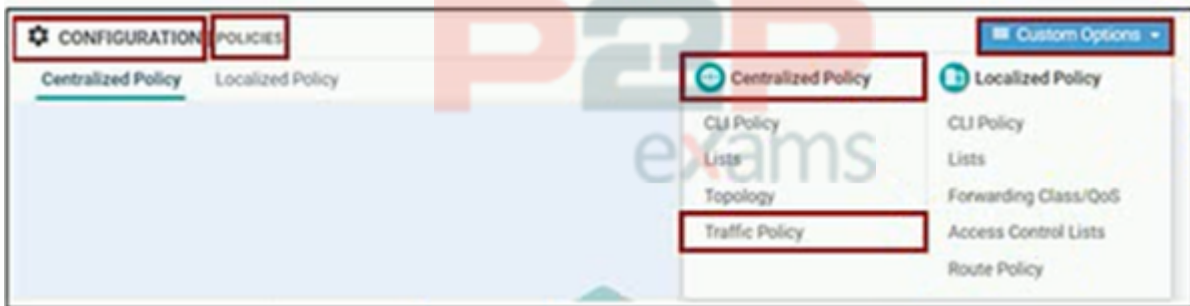 CONFIGURATION POLICIES
Custom Options
Centralized Policy Localized Policy
Centralized Policy Localized Policy
CLI Policy CLI Policy
Lists Lists
Topology Forwarding Class/QoS
Traffic Policy Access Control Lists
Route Policy
P2P
exams